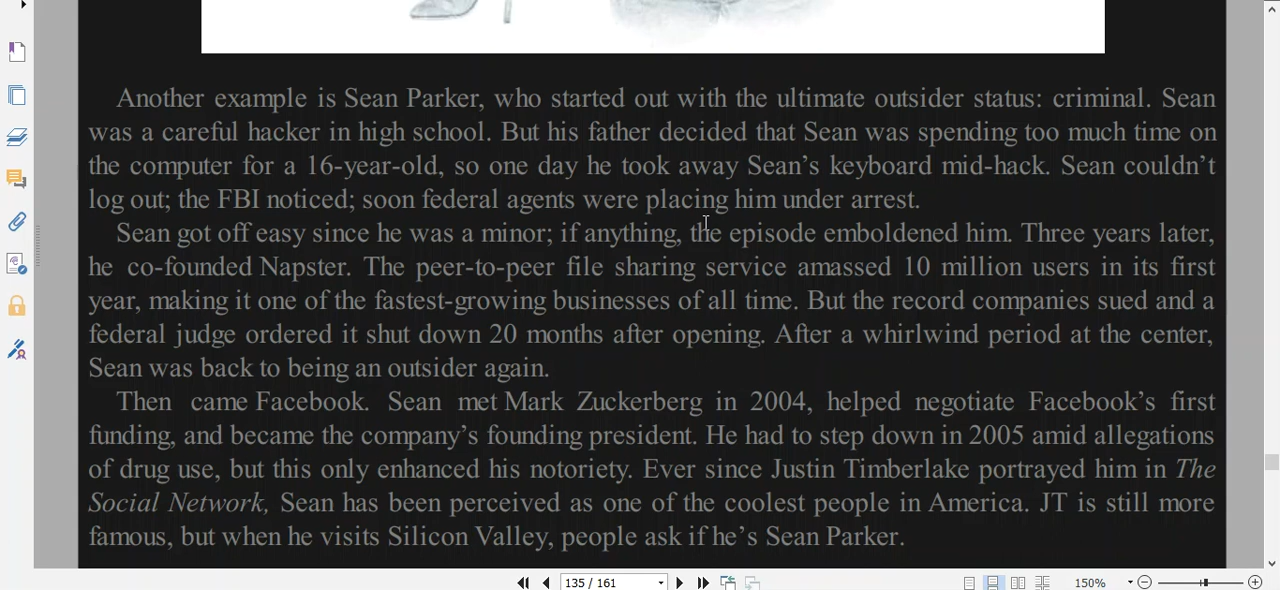 Another example is Sean Parker, who started out with the ultimate outsider status: criminal. Sean
was a careful hacker in high school. But his father decided that Sean was spending too much time on
the computer for a 16-year-old, so one day he took away Sean’s keyboard mid-hack. Sean couldn’t
log out; the FBI noticed; soon federal agents were placing him under arrest.
Sean got off easy since he was a minor; if anything, the episode emboldened him. Three years later,
he co-founded Napster. The peer-to-peer file sharing service amassed 10 million users in its first
year, making it one of the fastest-growing businesses of all time. But the record companies sued and a
federal judge ordered it shut down 20 months after opening. After a whirlwind period at the center,
Sean was back to being an outsider again.
Then came Facebook. Sean met Mark Zuckerberg in 2004, helped negotiate Facebook’s first
funding, and became the company’s founding president. He had to step down in 2005 amid allegations
of drug use, but this only enhanced his notoriety. Ever since Justin Timberlake portrayed him in The
Social Network, Sean has been perceived as one of the coolest people in America. JT is still more
famous, but when he visits Silicon Valley, people ask if he’s Sean Parker.
135 / 161
150%